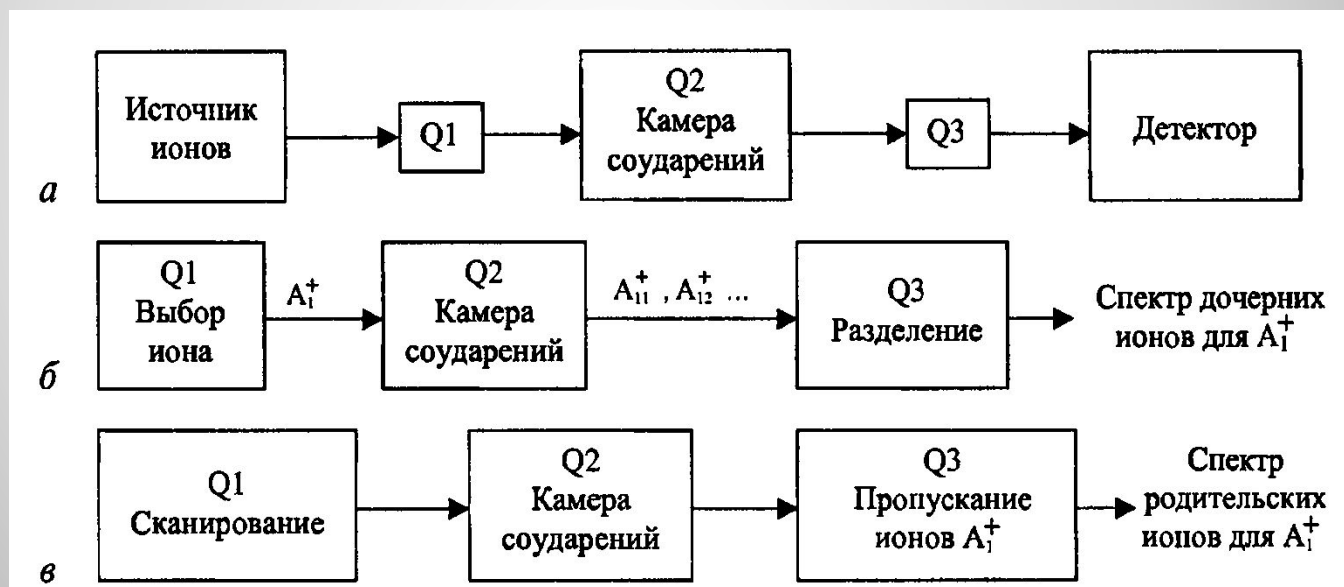 Источник
ионов
Q1
Q2
Камера
соударений
Q3
Детектор
а
Q1
Выбор
иона
A₁⁺
Q2
Камера
соударений
A₁₁⁺ , A₁₂⁺ ...
Q3
Разделение
Спектр дочерних
ионов для A₁⁺
б
Q1
Сканирование
Q2
Камера
соударений
Q3
Пропускание
ионов A₁⁺
Спектр
родительских
ионов для A₁⁺
в